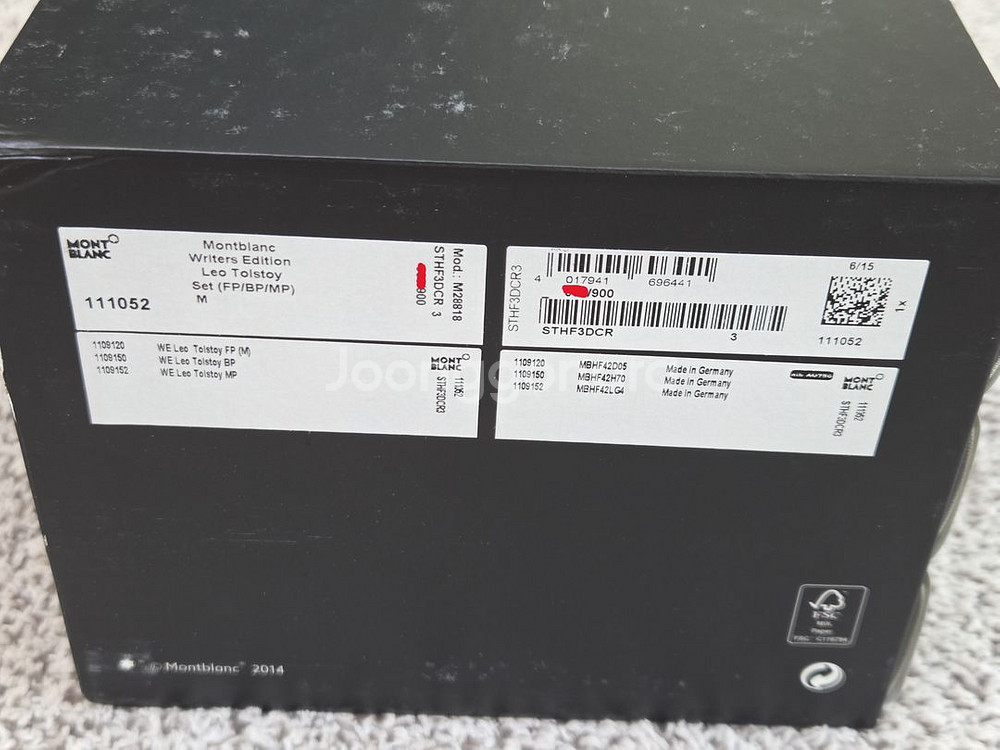 MONT
BLANC
Montblanc
Writers Edition
Leo Tolstoy
Set (FP/BP/MP)
M
111052
900
STHF3DCR 3
Mod.: M28818
STHF3DCR3
4 017941 696441
/900
STHF3DCR 3
6/15
1x
111052
1109120 WE Leo Tolstoy FP (M)
1109150 WE Leo Tolstoy BP
1109152 WE Leo Tolstoy MP
MONT
BLANC
111052
STHF3DCR3
1109120 MBHF42D05 Made in Germany
1109150 MBHF42H70 Made in Germany
1109152 MBHF42LG4 Made in Germany
MONT
BLANC
111052
STHF3DCR3
FSC
MIX
Paper
© Montblanc® 2014